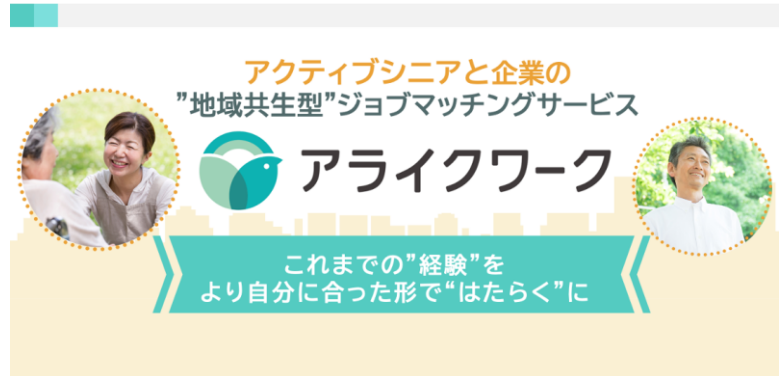 アクティブシニアと企業の
”地域共生型”ジョブマッチングサービス
アライクワーク
これまでの”経験”を
より自分に合った形で“はたらく”に